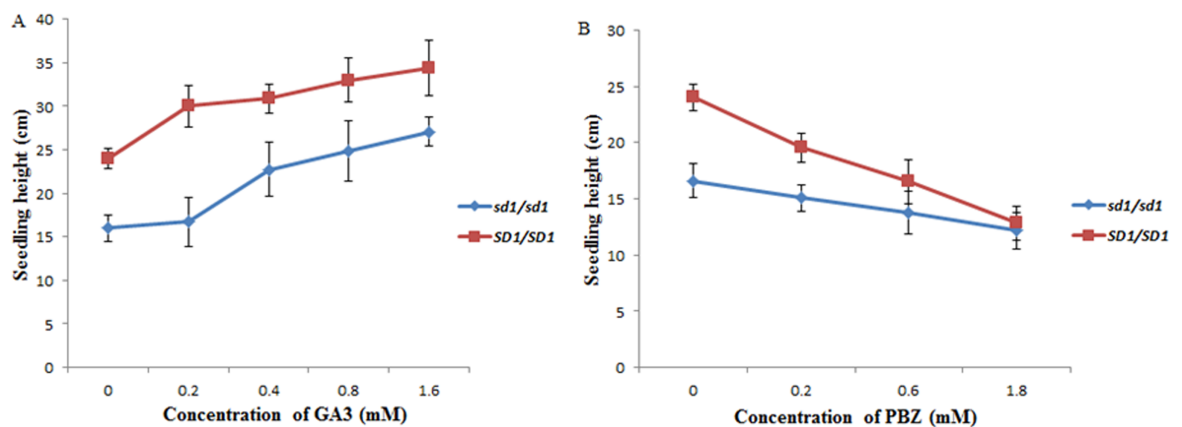 A
40
35
30
25
20
15
10
5
0
Seedling height (cm)
0 0.2 0.4 0.8 1.6
Concentration of GA3 (mM)
sd1/sd1
SD1/SD1
B
30
25
20
15
10
5
0
Seedling height (cm)
0 0.2 0.6 1.8
Concentration of PBZ (mM)
sd1/sd1
SD1/SD1